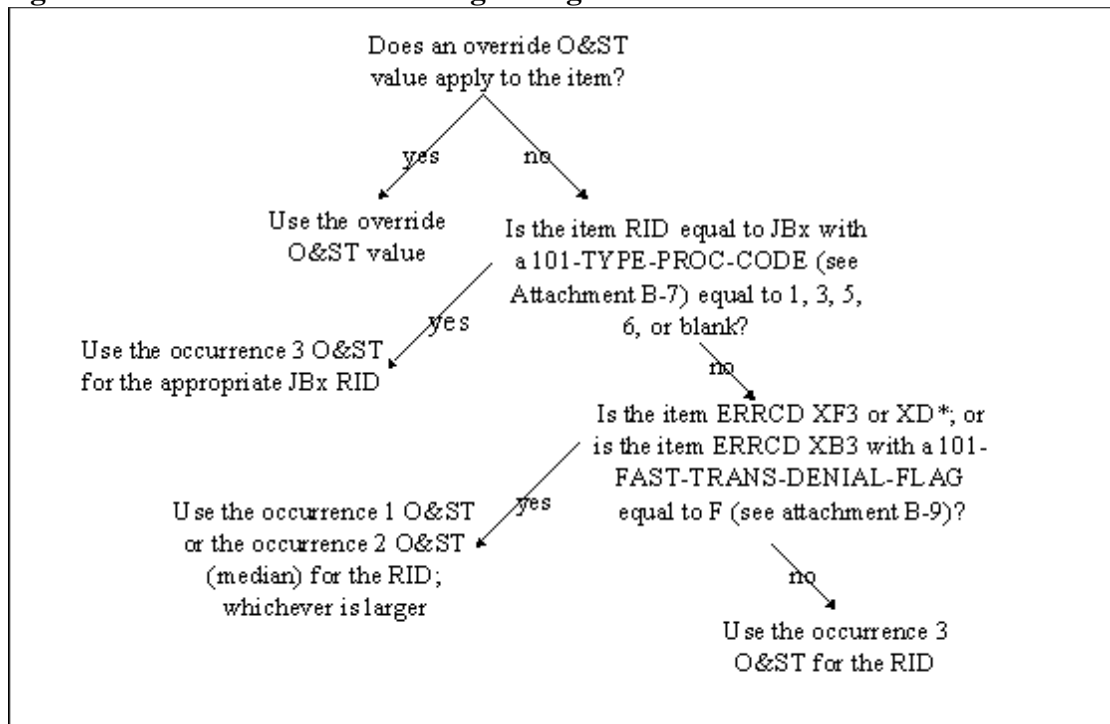 Does an override O&ST
value apply to the item?
yes
no
Use the override
O&ST value
Is the item RID equal to JBx with
a 101-TYPE-PROC-CODE (see
Attachment B-7) equal to 1, 3, 5,
6, or blank?
yes
no
Use the occurrence 3 O&ST
for the appropriate JBx RID
Is the item ERRCD XF3 or XD*; or
is the item ERRCD XB3 with a 101-
FAST-TRANS-DENIAL-FLAG
equal to F (see attachment B-9)?
yes
no
Use the occurrence 1 O&ST
or the occurrence 2 O&ST
(median) for the RID;
whichever is larger
Use the occurrence 3
O&ST for the RID